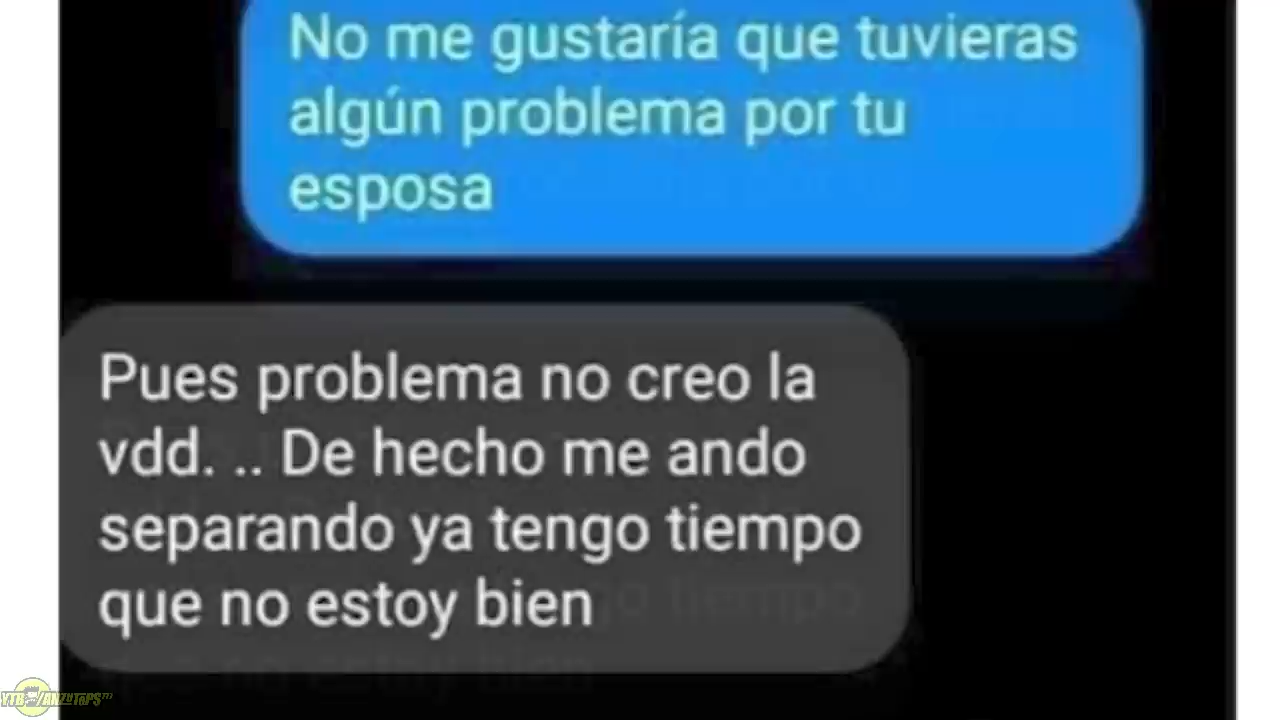 No me gustaría que tuvieras
algún problema por tu
esposa
Pues problema no creo la
vdd. .. De hecho me ando
separando ya tengo tiempo
que no estoy bien